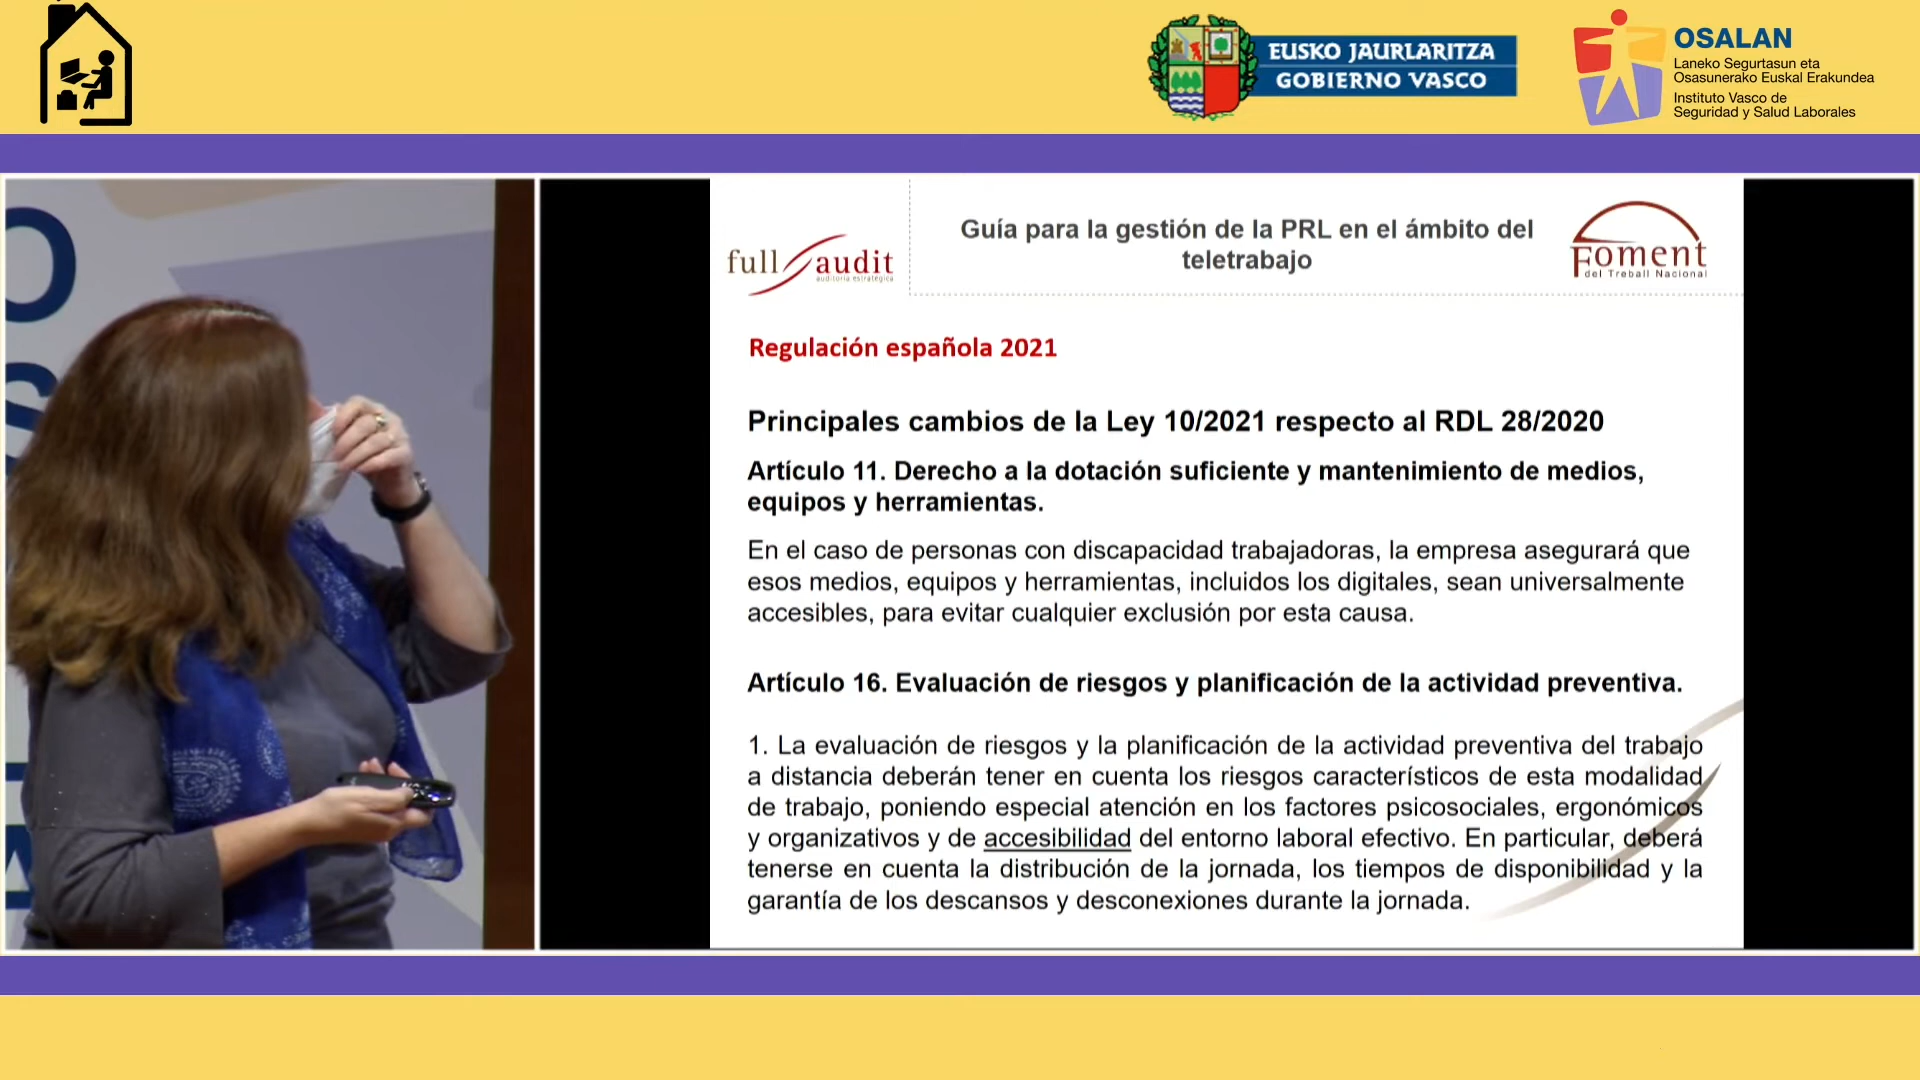 EUSKO JAURLARITZA
GOBIERNO VASCO
OSALAN
Laneko Segurtasun eta
Osasunerako Euskal Erakundea
Instituto Vasco de
Seguridad y Salud Laborales
full audit
auditoría estratégica
Guía para la gestión de la PRL en el ámbito del
teletrabajo
Foment
del Treball Nacional
Regulación española 2021
Principales cambios de la Ley 10/2021 respecto al RDL 28/2020
Artículo 11. Derecho a la dotación suficiente y mantenimiento de medios,
equipos y herramientas.
En el caso de personas con discapacidad trabajadoras, la empresa asegurará que
esos medios, equipos y herramientas, incluidos los digitales, sean universalmente
accesibles, para evitar cualquier exclusión por esta causa.
Artículo 16. Evaluación de riesgos y planificación de la actividad preventiva.
1. La evaluación de riesgos y la planificación de la actividad preventiva del trabajo
a distancia deberán tener en cuenta los riesgos característicos de esta modalidad
de trabajo, poniendo especial atención en los factores psicosociales, ergonómicos
y organizativos y de accesibilidad del entorno laboral efectivo. En particular, deberá
tenerse en cuenta la distribución de la jornada, los tiempos de disponibilidad y la
garantía de los descansos y desconexiones durante la jornada.